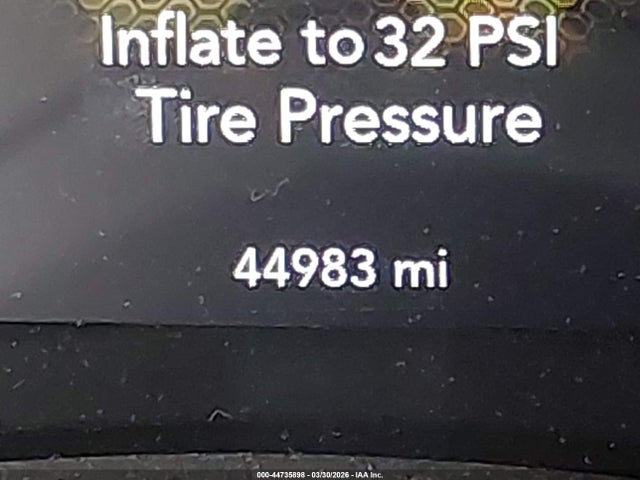 Inflate to 32 PSI
Tire Pressure
44983 mi
000-44735898 - 03/30/2026 - IAA Inc.